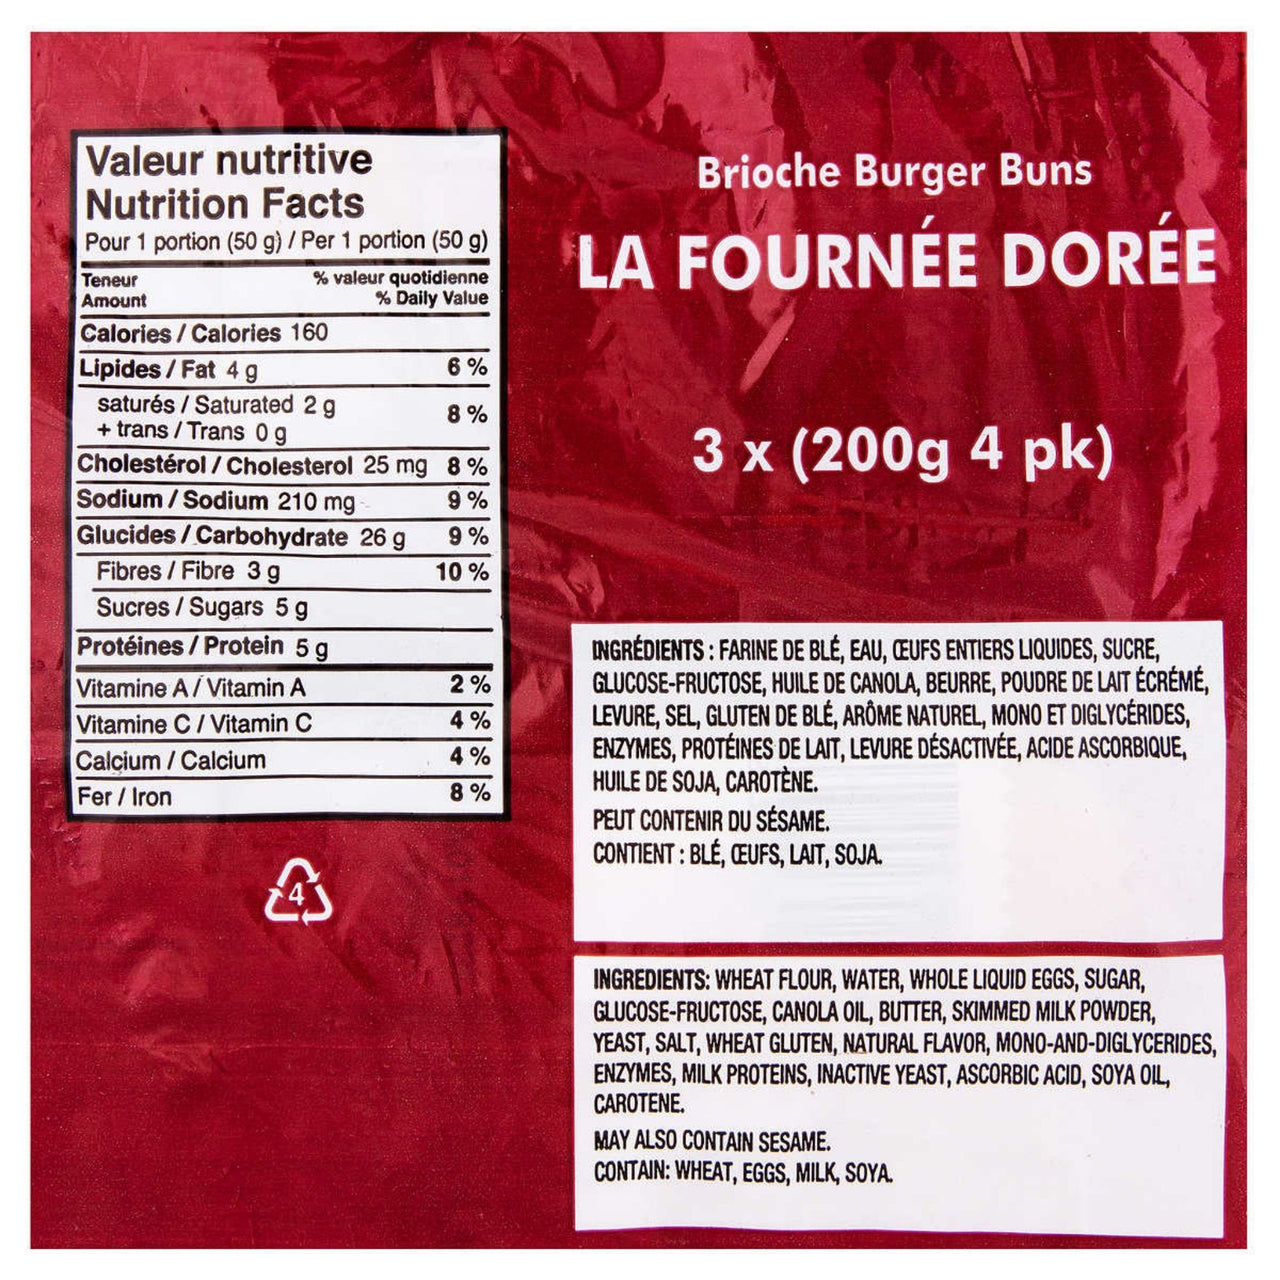 Valeur nutritive
Nutrition Facts
Pour 1 portion (50 g) / Per 1 portion (50 g)
Teneur % valeur quotidienne
Amount % Daily Value
Calories / Calories 160
Lipides / Fat 4 g 6 %
saturés / Saturated 2 g 8 %
+ trans / Trans 0 g
Cholestérol / Cholesterol 25 mg 8 %
Sodium / Sodium 210 mg 9 %
Glucides / Carbohydrate 26 g 9 %
Fibres / Fibre 3 g 10 %
Sucres / Sugars 5 g
Protéines / Protein 5 g
Vitamine A / Vitamin A 2 %
Vitamine C / Vitamin C 4 %
Calcium / Calcium 4 %
Fer / Iron 8 %
4
Brioche Burger Buns
LA FOURNÉE DORÉE
3 x (200g 4 pk)
INGRÉDIENTS : FARINE DE BLÉ, EAU, ŒUFS ENTIERS LIQUIDES, SUCRE,
GLUCOSE-FRUCTOSE, HUILE DE CANOLA, BEURRE, POUDRE DE LAIT ÉCRÉMÉ,
LEVURE, SEL, GLUTEN DE BLÉ, ARÔME NATUREL, MONO ET DIGLYCÉRIDES,
ENZYMES, PROTÉINES DE LAIT, LEVURE DÉSACTIVÉE, ACIDE ASCORBIQUE,
HUILE DE SOJA, CAROTÈNE.
PEUT CONTENIR DU SÉSAME.
CONTIENT : BLÉ, ŒUFS, LAIT, SOJA.
INGREDIENTS: WHEAT FLOUR, WATER, WHOLE LIQUID EGGS, SUGAR,
GLUCOSE-FRUCTOSE, CANOLA OIL, BUTTER, SKIMMED MILK POWDER,
YEAST, SALT, WHEAT GLUTEN, NATURAL FLAVOR, MONO-AND-DIGLYCERIDES,
ENZYMES, MILK PROTEINS, INACTIVE YEAST, ASCORBIC ACID, SOYA OIL,
CAROTENE.
MAY ALSO CONTAIN SESAME.
CONTAIN: WHEAT, EGGS, MILK, SOYA.